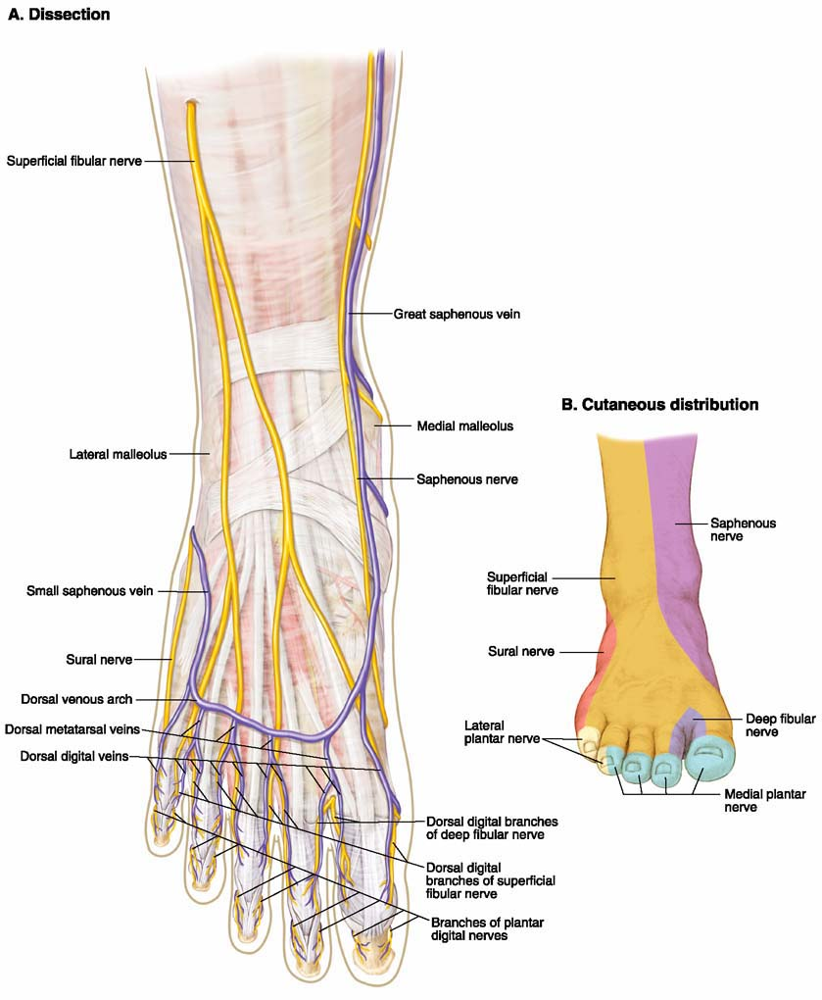 A. Dissection
Superficial fibular nerve
Great saphenous vein
Medial malleolus
Lateral malleolus
Saphenous nerve
Small saphenous vein
Sural nerve
Dorsal venous arch
Dorsal metatarsal veins
Dorsal digital veins
Dorsal digital branches
of deep fibular nerve
Dorsal digital
branches of superficial
fibular nerve
Branches of plantar
digital nerves
B. Cutaneous distribution
Saphenous
nerve
Superficial
fibular nerve
Sural nerve
Lateral
plantar nerve
Deep fibular
nerve
Medial plantar
nerve